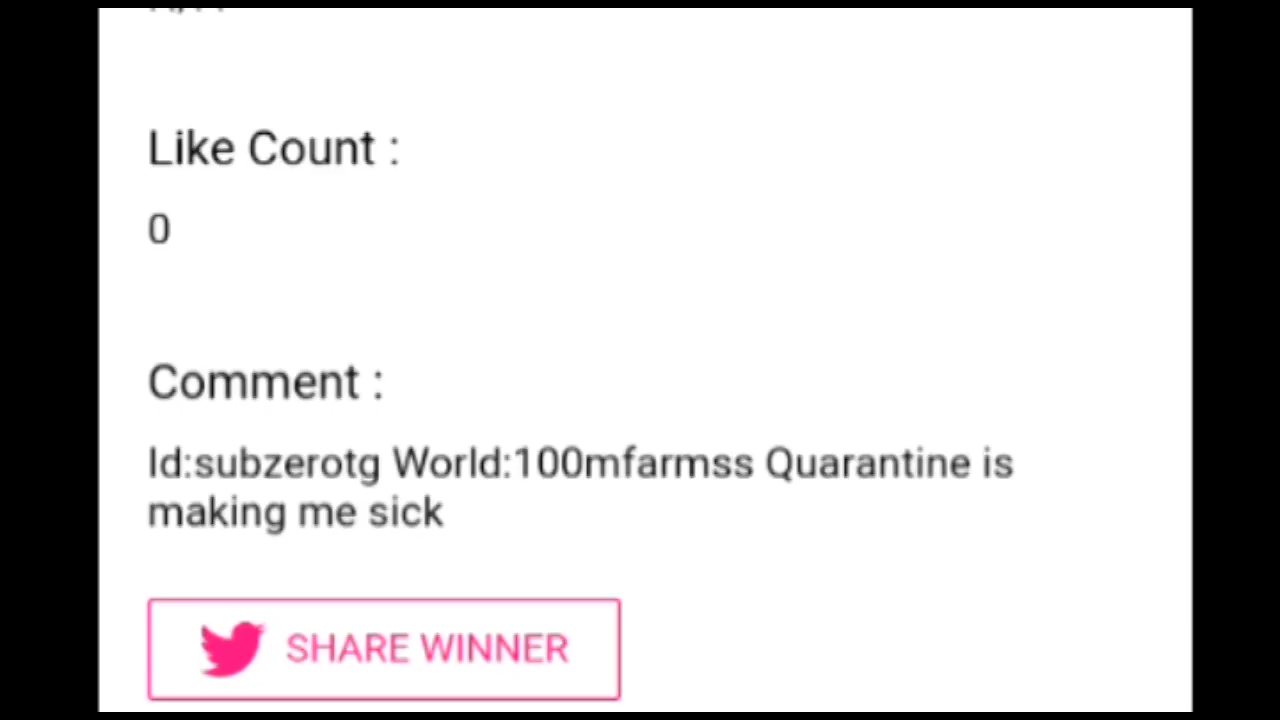 Like Count :
0
Comment :
Id:subzerotg World:100mfarmss Quarantine is
making me sick
SHARE WINNER